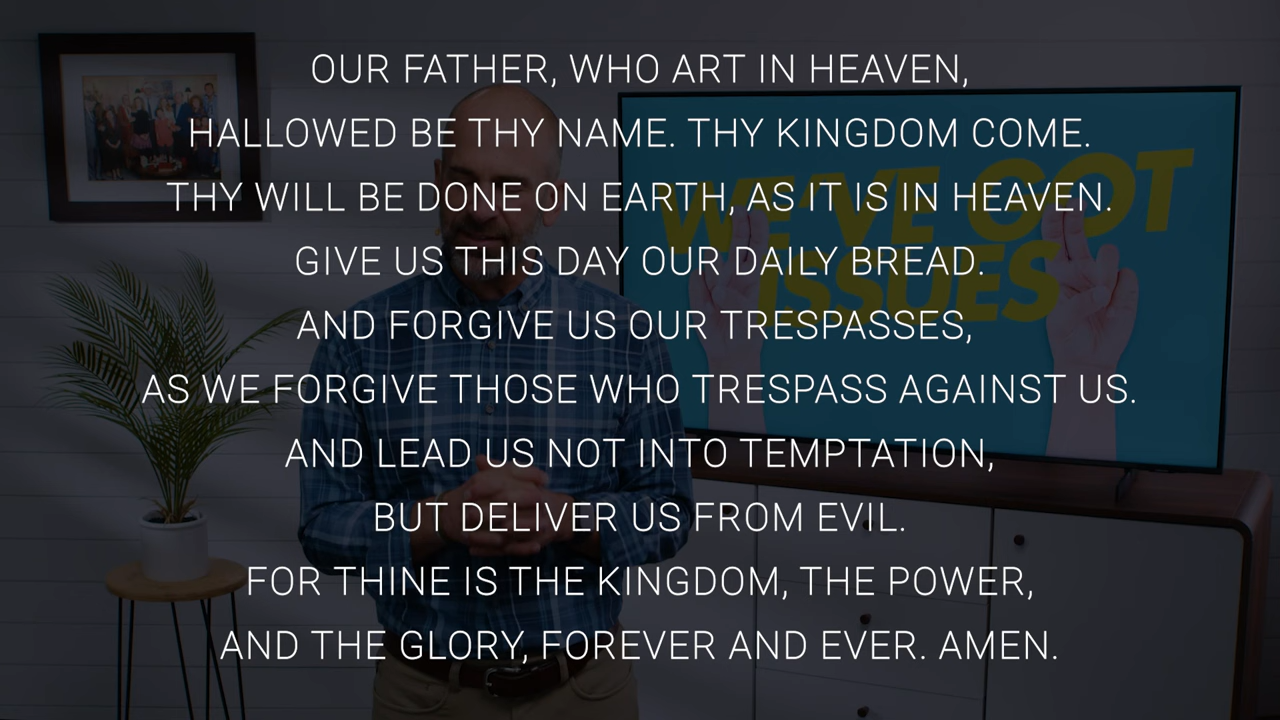 OUR FATHER, WHO ART IN HEAVEN,
HALLOWED BE THY NAME. THY KINGDOM COME.
THY WILL BE DONE ON EARTH, AS IT IS IN HEAVEN.
GIVE US THIS DAY OUR DAILY BREAD.
AND FORGIVE US OUR TRESPASSES,
AS WE FORGIVE THOSE WHO TRESPASS AGAINST US.
AND LEAD US NOT INTO TEMPTATION,
BUT DELIVER US FROM EVIL.
FOR THINE IS THE KINGDOM, THE POWER,
AND THE GLORY, FOREVER AND EVER. AMEN.
WE'VE GOT
ISSUES